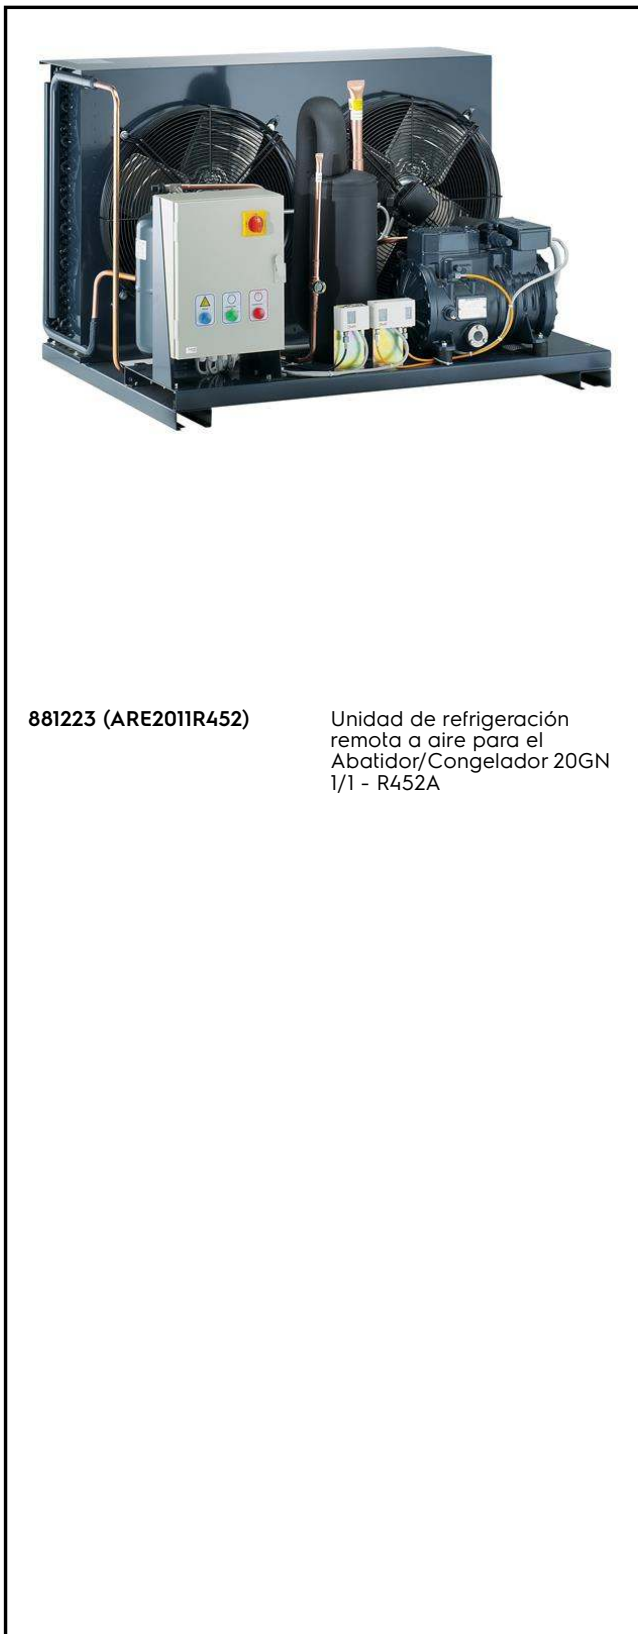 881223 (ARE2011R452)
Unidad de refrigeración
remota a aire para el
Abatidor/Congelador 20GN
1/1 - R452A